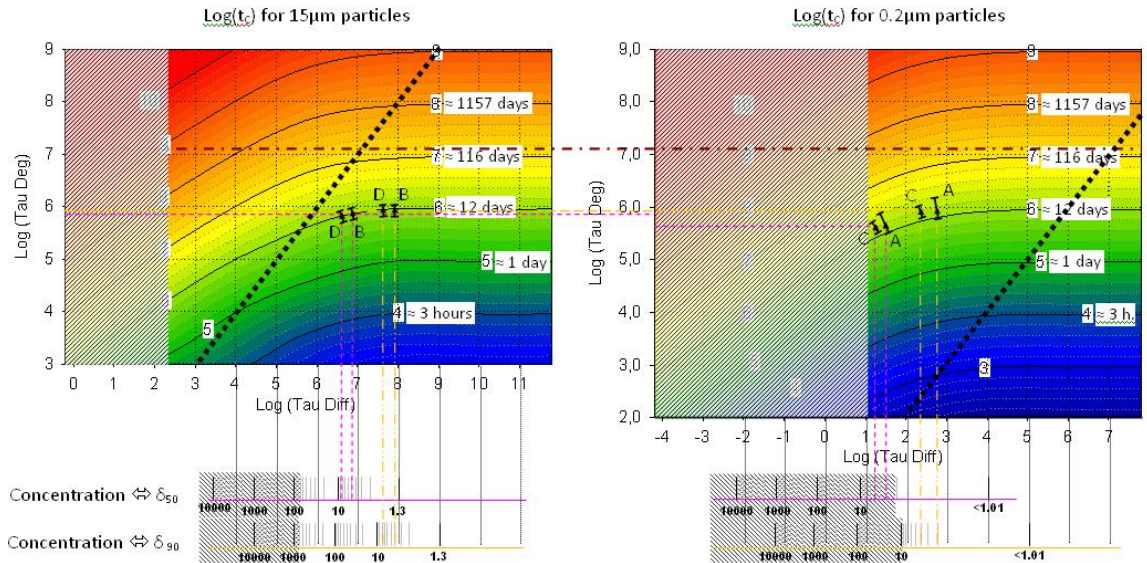 Log(tc) for 15µm particles
9
8
7
6
5
4
3
Log (Tau Deg)
10
9
9
8 ≈ 1157 days
7 ≈ 116 days
6 ≈ 12 days
5 ≈ 1 day
4 ≈ 3 hours
5
D B
D B
0 1 2 3 4 5 6 7 8 9 10 11
Log (Tau Diff)
Log(tc) for 0.2µm particles
9,0
8,0
7,0
6,0
5,0
4,0
3,0
2,0
Log (Tau Deg)
10
9
8 ≈ 1157 days
7 ≈ 116 days
6 ≈ 12 days
5 ≈ 1 day
4 ≈ 3 h.
3
C A
C A
-4 -3 -2 -1 0 1 2 3 4 5 6 7
Log (Tau Diff)
Concentration ⇔ δ50
10000 1000 100 10 1.3
10000 1000 100 10 <1.01
Concentration ⇔ δ90
10000 1000 100 10 1.3
10000 1000 100 10 <1.01